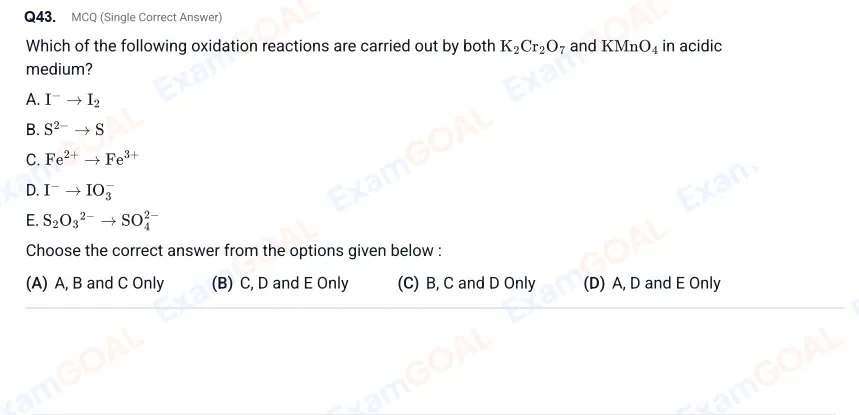 Q43. MCQ (Single Correct Answer)
Which of the following oxidation reactions are carried out by both K₂Cr₂O₇ and KMnO₄ in acidic
medium?
A. I⁻ → I₂
B. S²⁻ → S
C. Fe²⁺ → Fe³⁺
D. I⁻ → IO₃⁻
E. S₂O₃²⁻ → SO₄²⁻
Choose the correct answer from the options given below :
(A) A, B and C Only (B) C, D and E Only (C) B, C and D Only (D) A, D and E Only
ExamGOAL